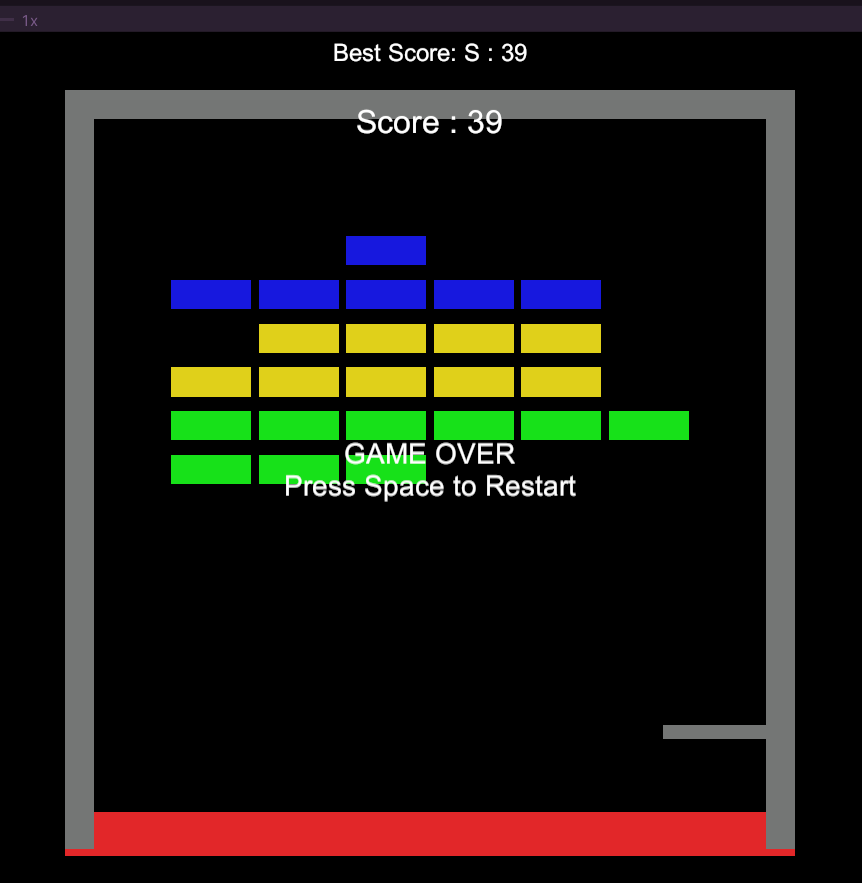 1x
Best Score: S : 39
Score : 39
GAME OVER
Press Space to Restart